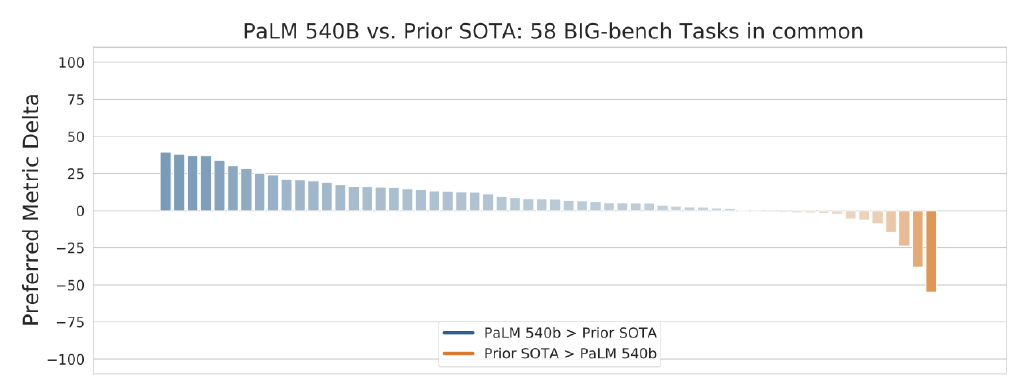 PaLM 540B vs. Prior SOTA: 58 BIG-bench Tasks in common
Preferred Metric Delta
100
75
50
25
0
−25
−50
−75
−100
PaLM 540b > Prior SOTA
Prior SOTA > PaLM 540b